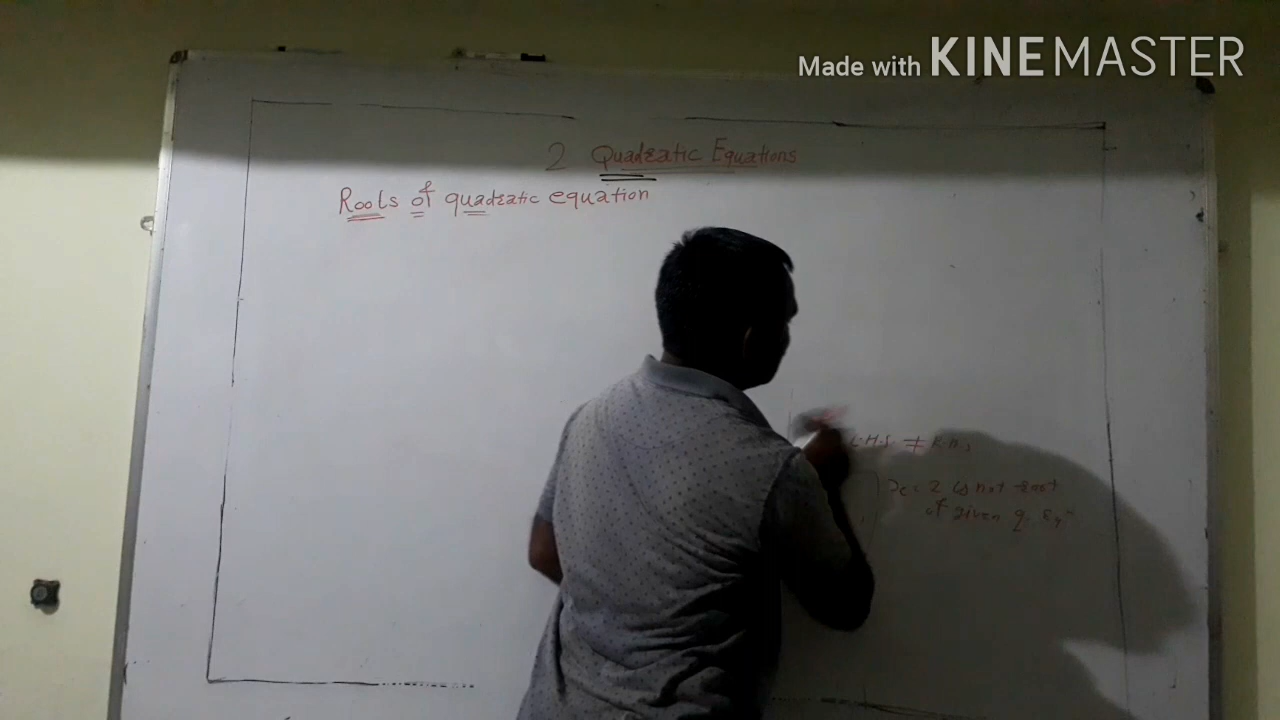 Made with KINEMASTER
2 Quadratic Equations
Roots of quadratic equation
L.H.S. ≠ R.H.S
x = 2 is not root
of given q. Eqn